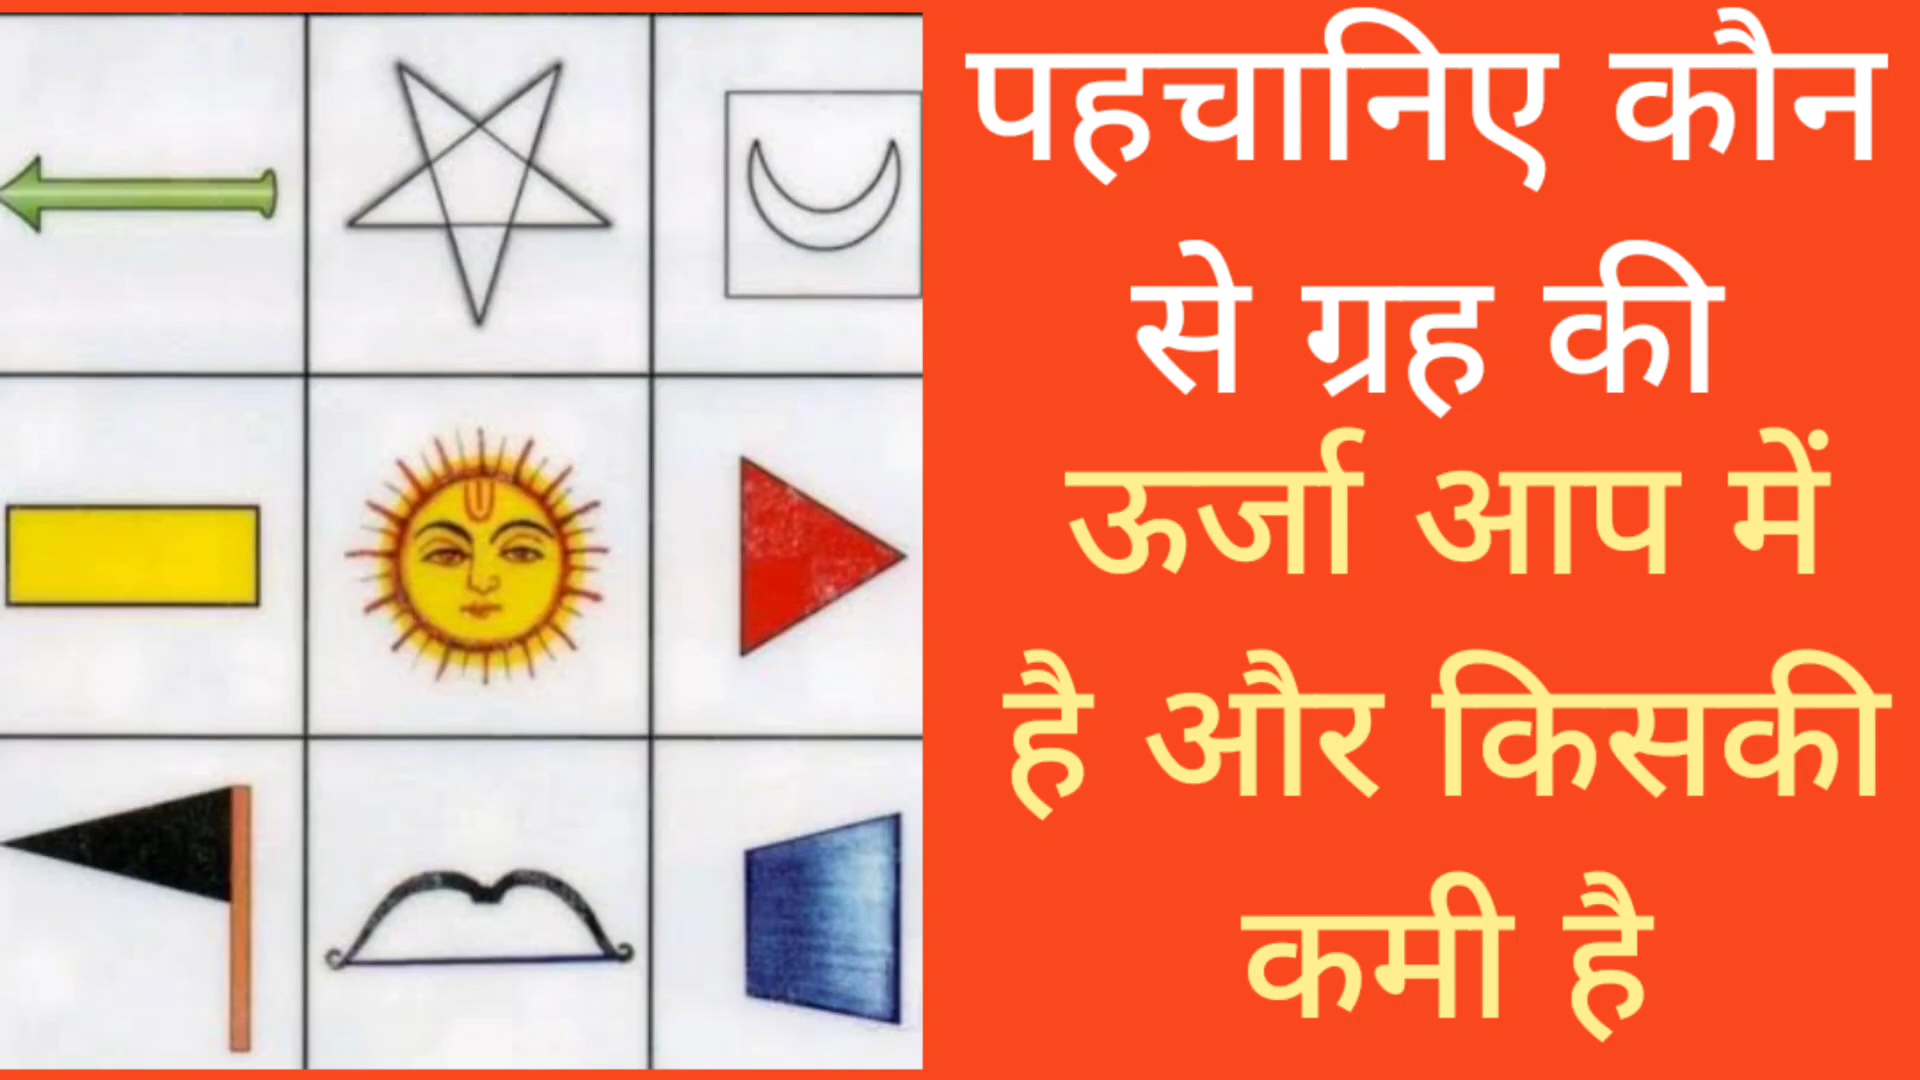 पहचानिए कौन
से ग्रह की
ऊर्जा आप में
है और किसकी
कमी है